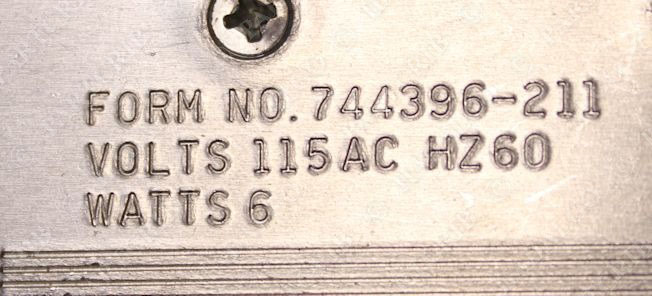 FORM NO. 744396-211
VOLTS 115AC HZ60
WATTS 6